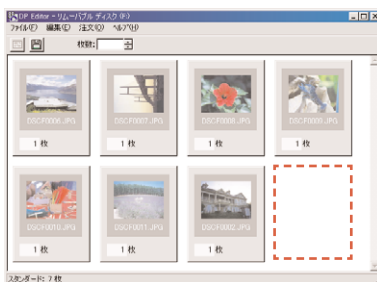 DP Editor - リムーバブル ディスク (F:)
ファイル(F) 編集(E) 注文(O) ヘルプ(H)
枚数:
DSCF0006.JPG DSCF0007.JPG DSCF0008.JPG DSCF0009.JPG
1 枚 1 枚 1 枚 1 枚
DSCF0010.JPG DSCF0011.JPG DSCF0002.JPG
1 枚 1 枚 1 枚
スタンダード: 7 枚